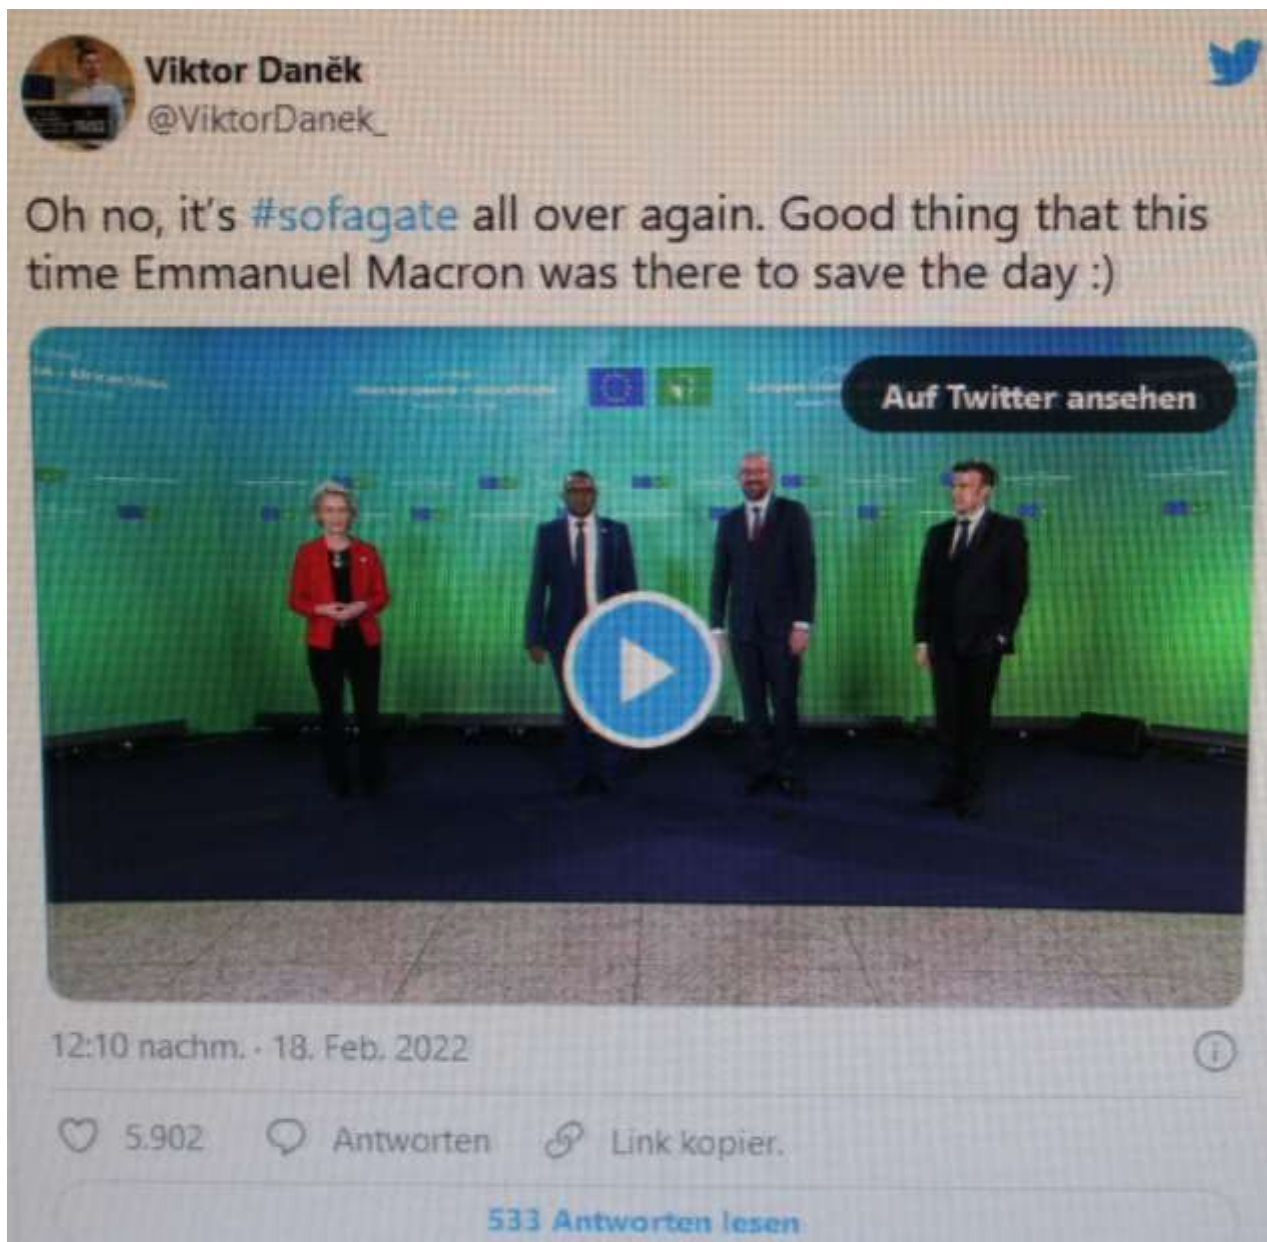 Viktor Daněk
@ViktorDanek_
Oh no, it's #sofagate all over again. Good thing that this
time Emmanuel Macron was there to save the day :)
Auf Twitter ansehen
12:10 nachm. · 18. Feb. 2022
5.902 Antworten Link kopier.
533 Antworten lesen